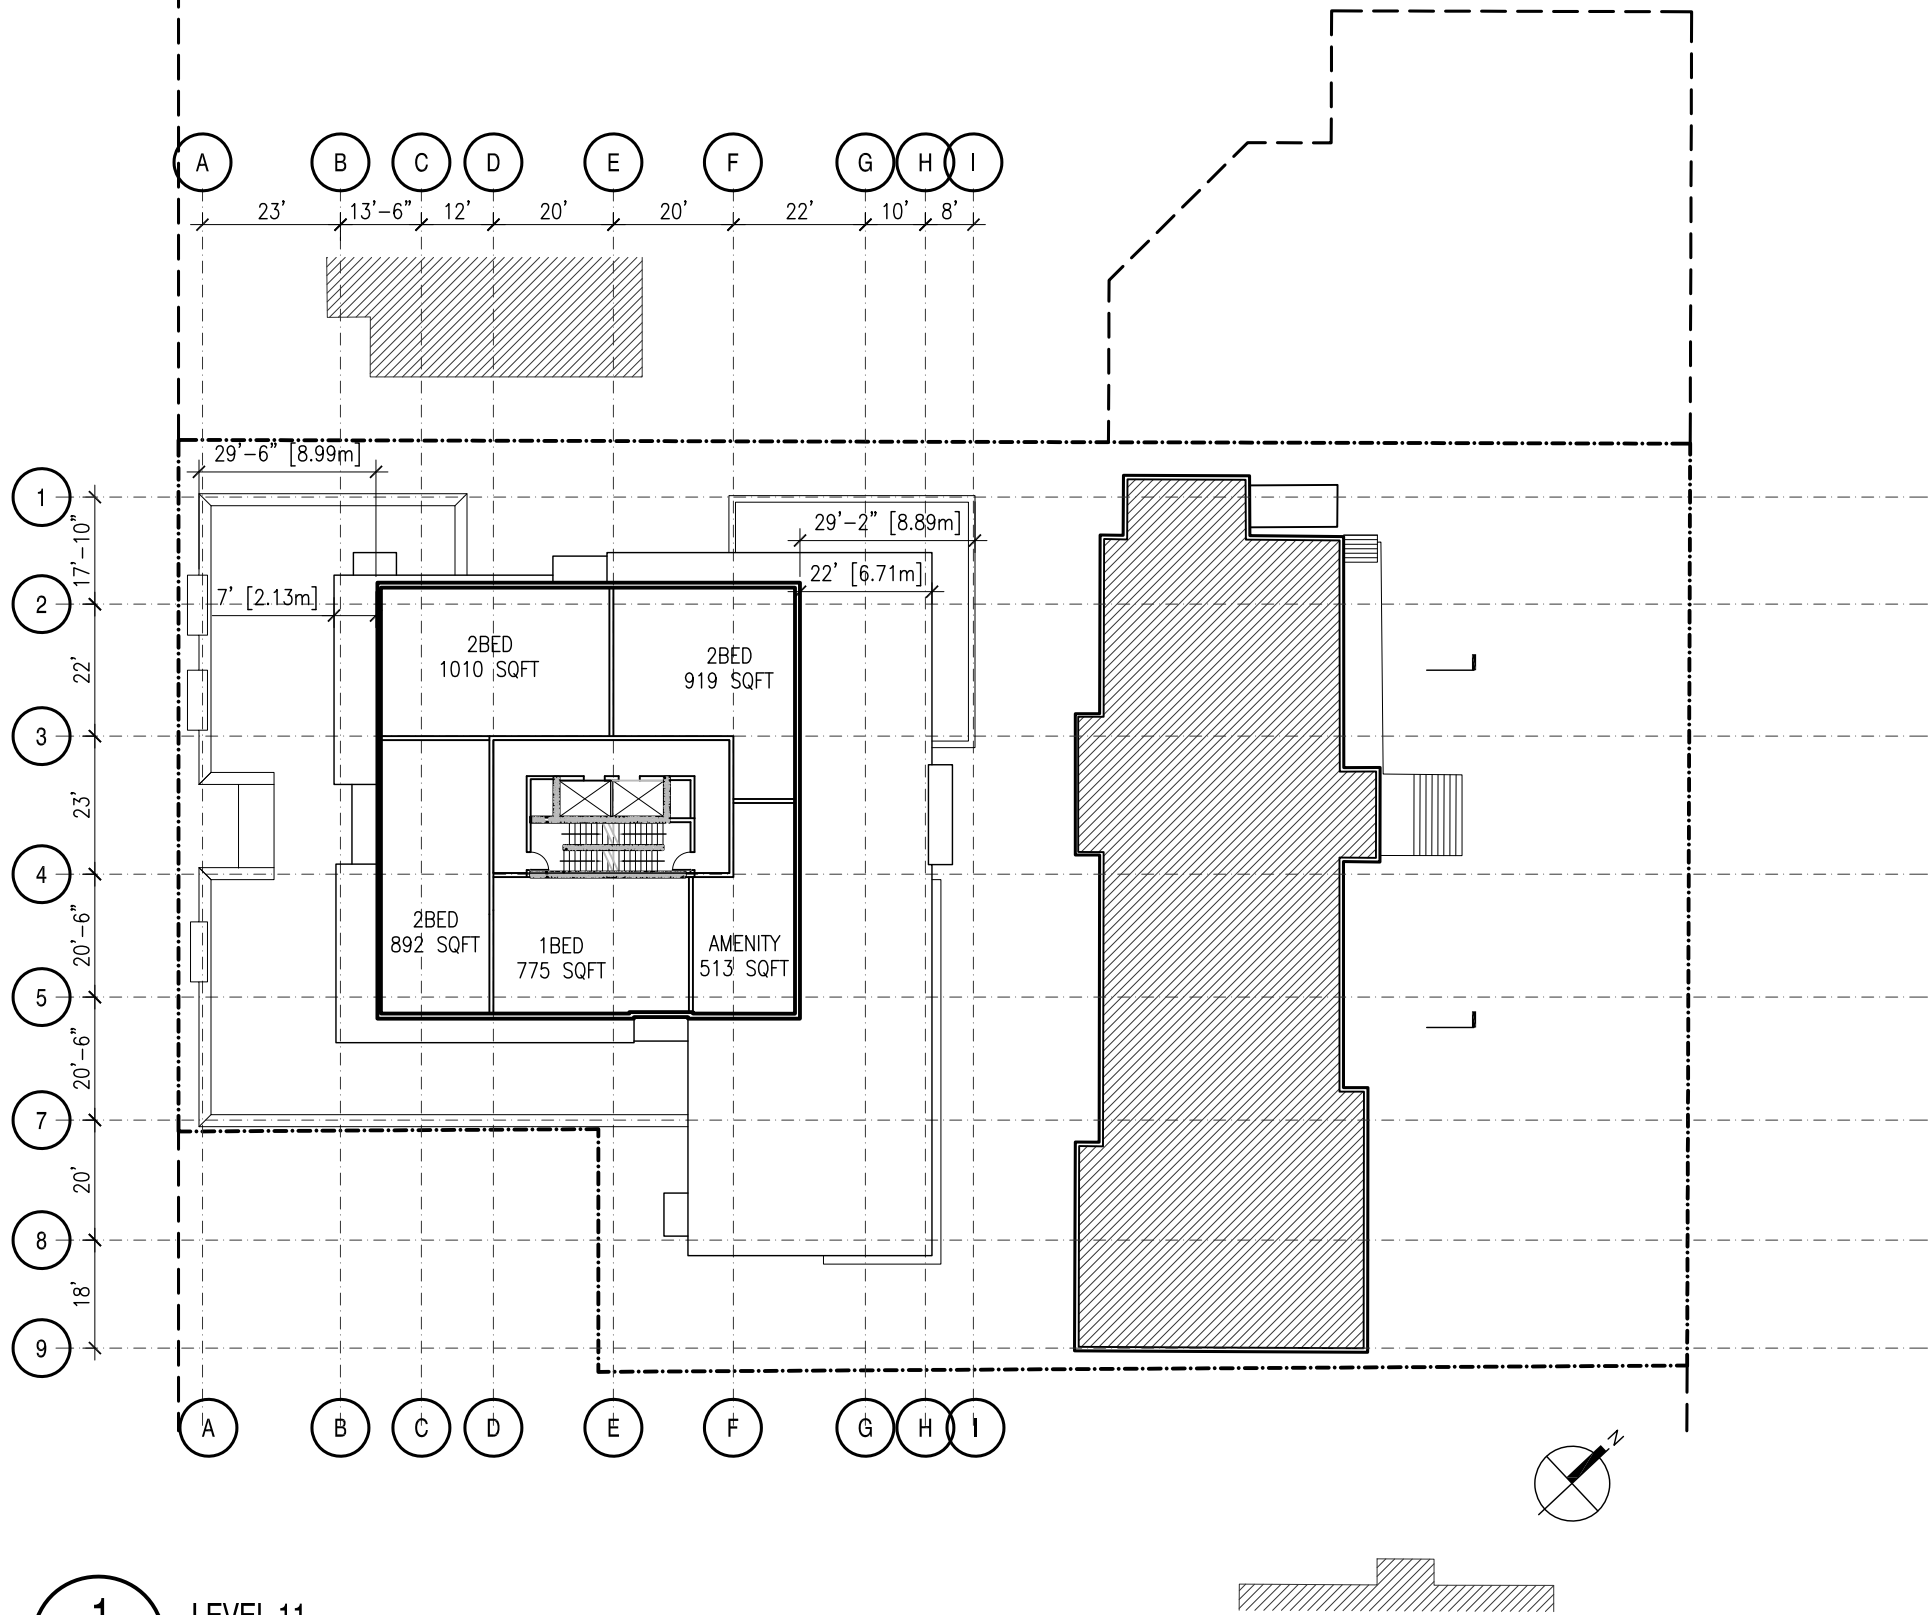 A B C D E F G H I
23' 13'-6" 12' 20' 20' 22' 10' 8'
29'-6" [8.99m]
1
17'-10"
29'-2" [8.89m]
22' [6.71m]
7' [2.13m]
2
2BED
1010 SQFT
2BED
919 SQFT
22'
3
23'
4
2BED
892 SQFT
1BED
775 SQFT
AMENITY
513 SQFT
20'-6"
5
20'-6"
7
20'
8
18'
9
A B C D E F G H I
N
1
LEVEL 11